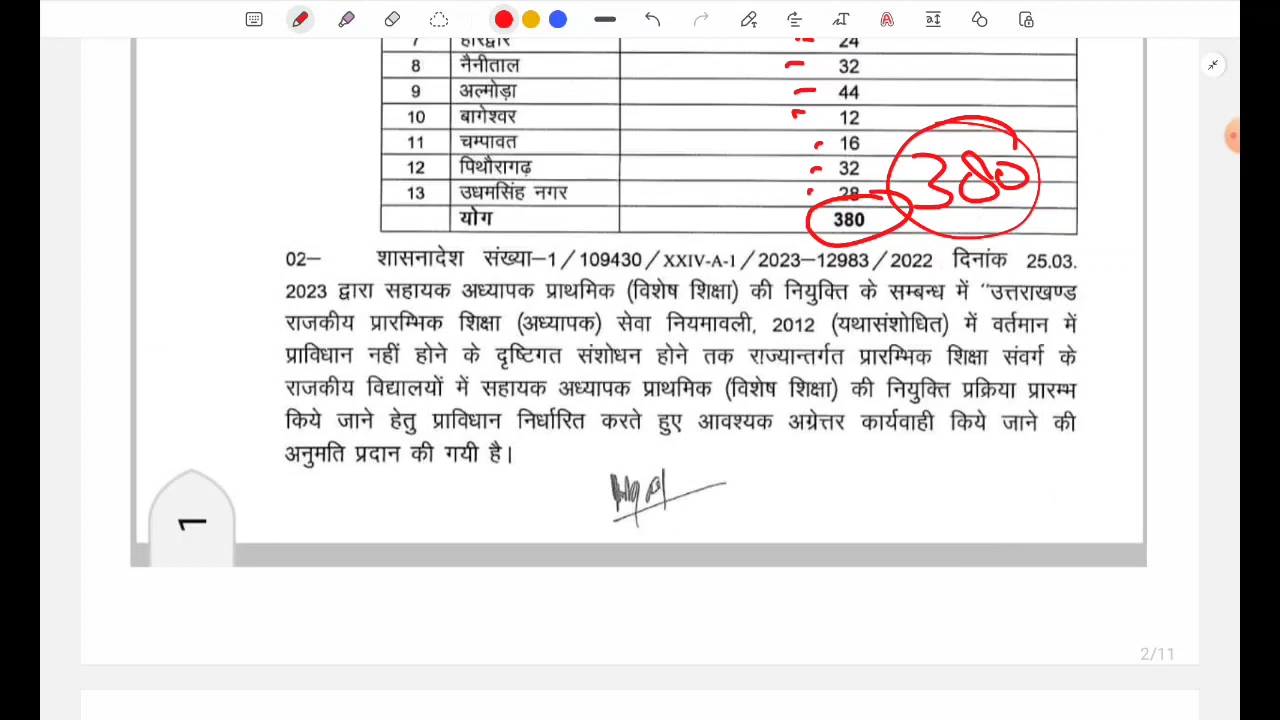 7 हरिद्वार 24
8 नैनीताल 32
9 अल्मोड़ा 44
10 बागेश्वर 12
11 चम्पावत 16
12 पिथौरागढ़ 32
13 उधमसिंह नगर 28
योग 380
380
02— शासनादेश संख्या—1/109430/XXIV-A-1/2023—12983/2022 दिनांक 25.03.
2023 द्वारा सहायक अध्यापक प्राथमिक (विशेष शिक्षा) की नियुक्ति के सम्बन्ध में “उत्तराखण्ड
राजकीय प्रारम्भिक शिक्षा (अध्यापक) सेवा नियमावली, 2012 (यथासंशोधित) में वर्तमान में
प्राविधान नहीं होने के दृष्टिगत संशोधन होने तक राज्यान्तर्गत प्रारम्भिक शिक्षा संवर्ग के
राजकीय विद्यालयों में सहायक अध्यापक प्राथमिक (विशेष शिक्षा) की नियुक्ति प्रक्रिया प्रारम्भ
किये जाने हेतु प्राविधान निर्धारित करते हुए आवश्यक अग्रेत्तर कार्यवाही किये जाने की
अनुमति प्रदान की गयी है।
1
2/11